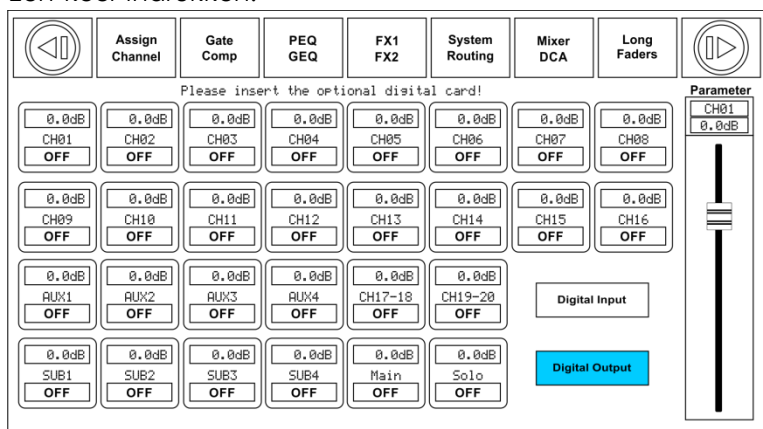 Assign Channel
Gate Comp
PEQ GEQ
FX1 FX2
System Routing
Mixer DCA
Long Faders
Please insert the optional digital card!
Parameter
CH01
0.0dB
0.0dB 0.0dB 0.0dB 0.0dB 0.0dB 0.0dB 0.0dB 0.0dB
CH01 CH02 CH03 CH04 CH05 CH06 CH07 CH08
OFF OFF OFF OFF OFF OFF OFF OFF
0.0dB 0.0dB 0.0dB 0.0dB 0.0dB 0.0dB 0.0dB 0.0dB
CH09 CH10 CH11 CH12 CH13 CH14 CH15 CH16
OFF OFF OFF OFF OFF OFF OFF OFF
0.0dB 0.0dB 0.0dB 0.0dB 0.0dB 0.0dB
AUX1 AUX2 AUX3 AUX4 CH17-18 CH19-20
OFF OFF OFF OFF OFF OFF
Digital Input
0.0dB 0.0dB 0.0dB 0.0dB 0.0dB 0.0dB
SUB1 SUB2 SUB3 SUB4 Main Solo
OFF OFF OFF OFF OFF OFF
Digital Output